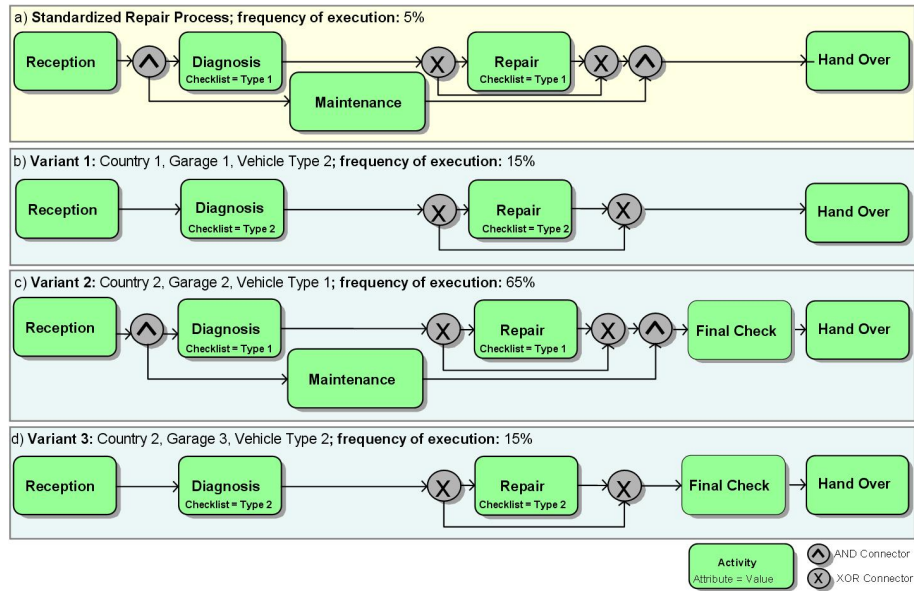 a) Standardized Repair Process; frequency of execution: 5%
Reception
Diagnosis
Checklist = Type 1
X
Repair
Checklist = Type 1
X
Hand Over
Maintenance
b) Variant 1: Country 1, Garage 1, Vehicle Type 2; frequency of execution: 15%
Reception
Diagnosis
Checklist = Type 2
X
Repair
Checklist = Type 2
X
Hand Over
c) Variant 2: Country 2, Garage 2, Vehicle Type 1; frequency of execution: 65%
Reception
Diagnosis
Checklist = Type 1
X
Repair
Checklist = Type 1
X
Final Check
Hand Over
Maintenance
d) Variant 3: Country 2, Garage 3, Vehicle Type 2; frequency of execution: 15%
Reception
Diagnosis
Checklist = Type 2
X
Repair
Checklist = Type 2
X
Final Check
Hand Over
Activity
Attribute = Value
AND Connector
X
XOR Connector